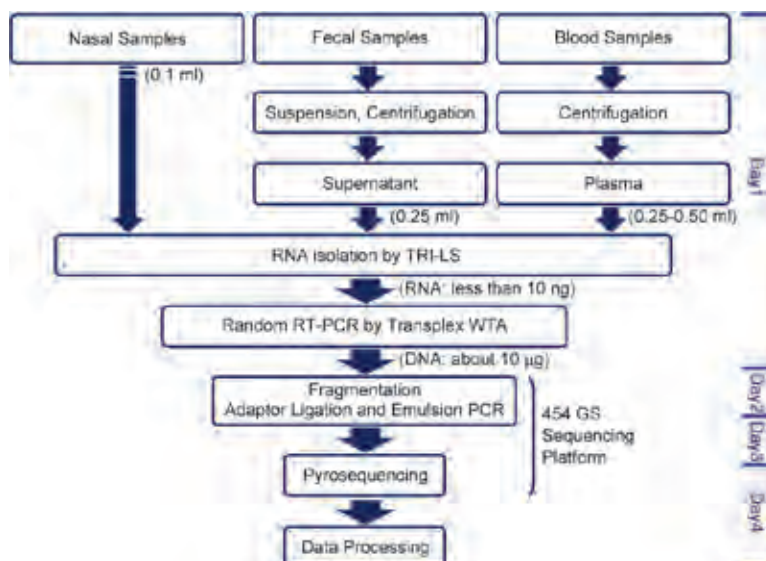 Nasal Samples
Fecal Samples
Blood Samples
(0.1 ml)
Suspension, Centrifugation
Centrifugation
Supernatant
Plasma
(0.25 ml)
(0.25-0.50 ml)
RNA isolation by TRI-LS
(RNA: less than 10 ng)
Random RT-PCR by Transplex WTA
(DNA: about 10 μg)
Fragmentation
Adaptor Ligation and Emulsion PCR
454 GS
Sequencing
Platform
Pyrosequencing
Data Processing
Day1
Day2
Day3
Day4